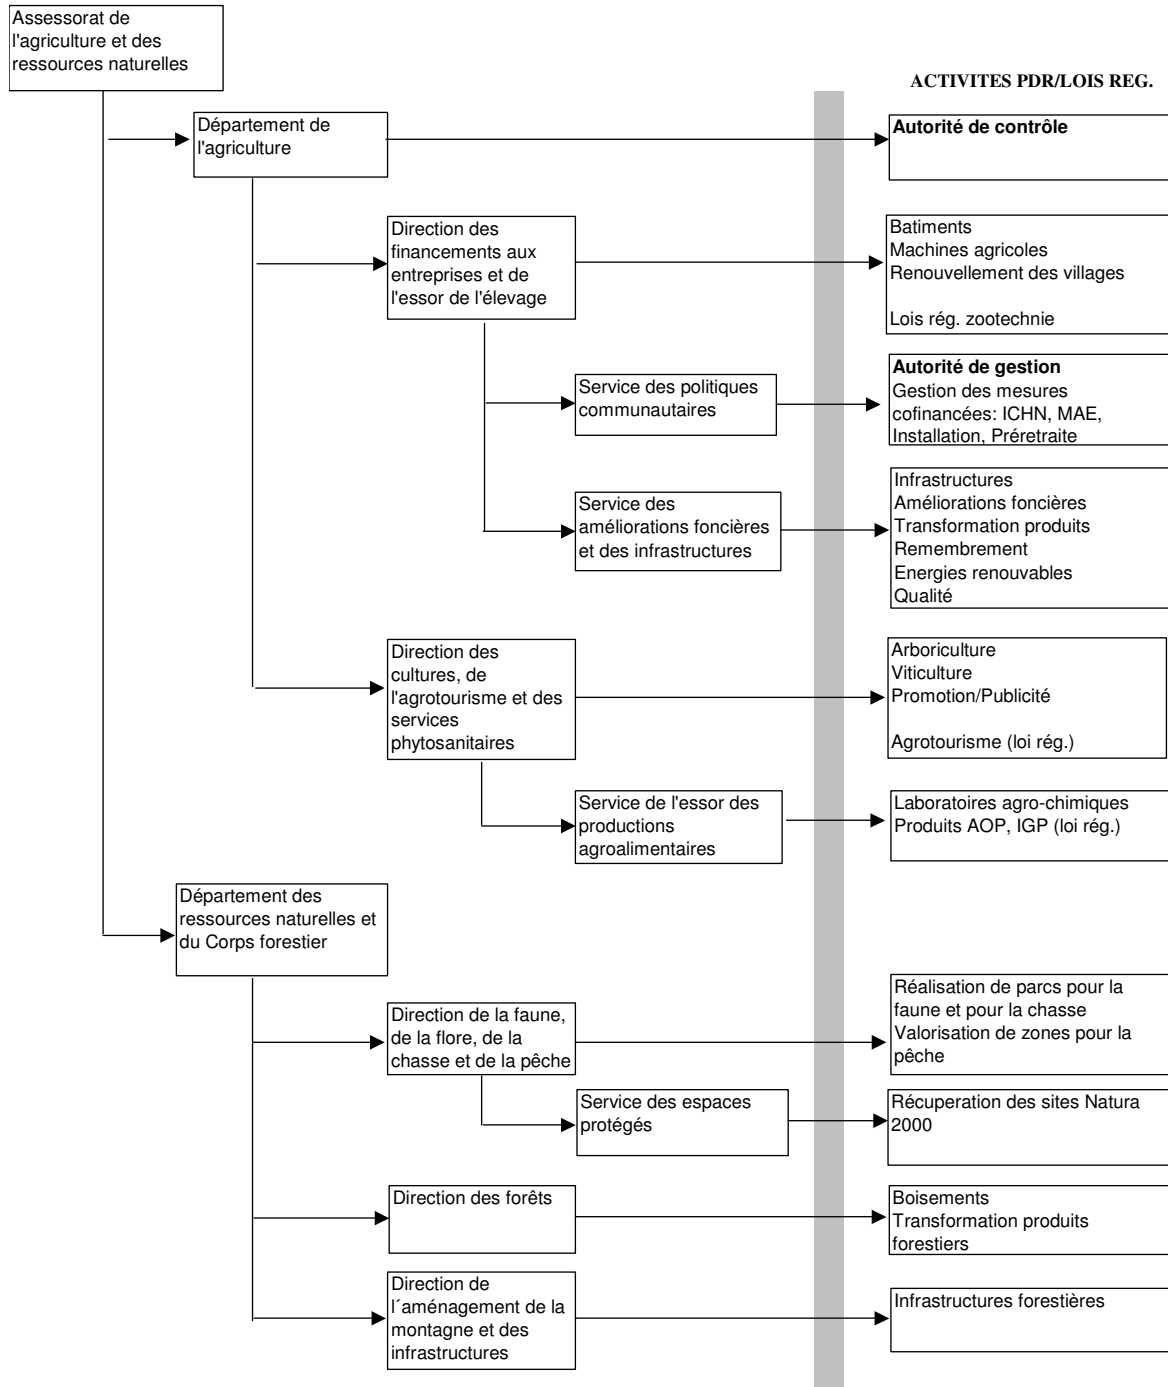 Assessorat de
l'agriculture et des
ressources naturelles
ACTIVITES PDR/LOIS REG.
Département de
l'agriculture
Autorité de contrôle
Direction des
financements aux
entreprises et de
l'essor de l'élevage
Batiments
Machines agricoles
Renouvellement des villages
Lois rég. zootechnie
Service des politiques
communautaires
Autorité de gestion
Gestion des mesures
cofinancées: ICHN, MAE,
Installation, Préretraite
Service des
améliorations foncières
et des infrastructures
Infrastructures
Améliorations foncières
Transformation produits
Remembrement
Energies renouvables
Qualité
Direction des
cultures, de
l'agrotourisme et des
services
phytosanitaires
Arboriculture
Viticulture
Promotion/Publicité
Agrotourisme (loi rég.)
Service de l'essor des
productions
agroalimentaires
Laboratoires agro-chimiques
Produits AOP, IGP (loi rég.)
Département des
ressources naturelles et
du Corps forestier
Direction de la faune,
de la flore, de la
chasse et de la pêche
Réalisation de parcs pour la
faune et pour la chasse
Valorisation de zones pour la
pêche
Service des espaces
protégés
Récuperation des sites Natura
2000
Direction des forêts
Boisements
Transformation produits
forestiers
Direction de
l´aménagement de la
montagne et des
infrastructures
Infrastructures forestières